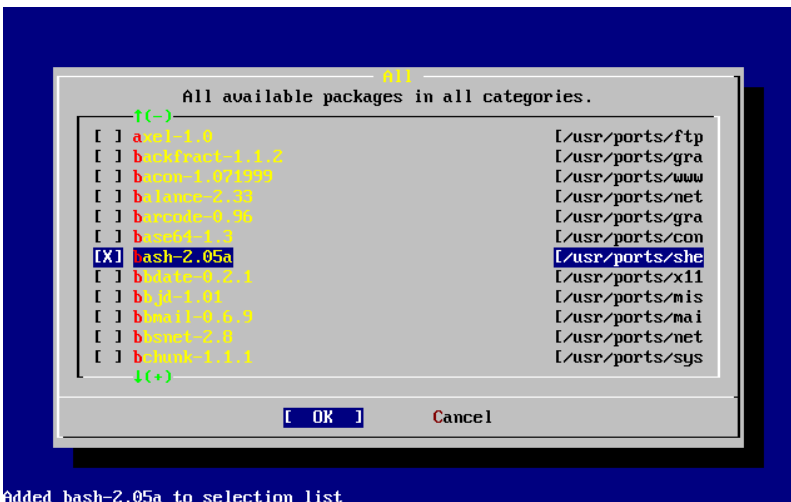 All
All available packages in all categories.
↑(-)
[ ] axel-1.0 [/usr/ports/ftp
[ ] backfract-1.1.2 [/usr/ports/gra
[ ] bacon-1.071999 [/usr/ports/www
[ ] balance-2.33 [/usr/ports/net
[ ] barcode-0.96 [/usr/ports/gra
[ ] base64-1.3 [/usr/ports/con
[X] bash-2.05a [/usr/ports/she
[ ] bbdate-0.2.1 [/usr/ports/x11
[ ] bbjd-1.01 [/usr/ports/mis
[ ] bbmail-0.6.9 [/usr/ports/mai
[ ] bbsnet-2.8 [/usr/ports/net
[ ] bchunk-1.1.1 [/usr/ports/sys
↓(+)
[ OK ] Cancel
Added bash-2.05a to selection list